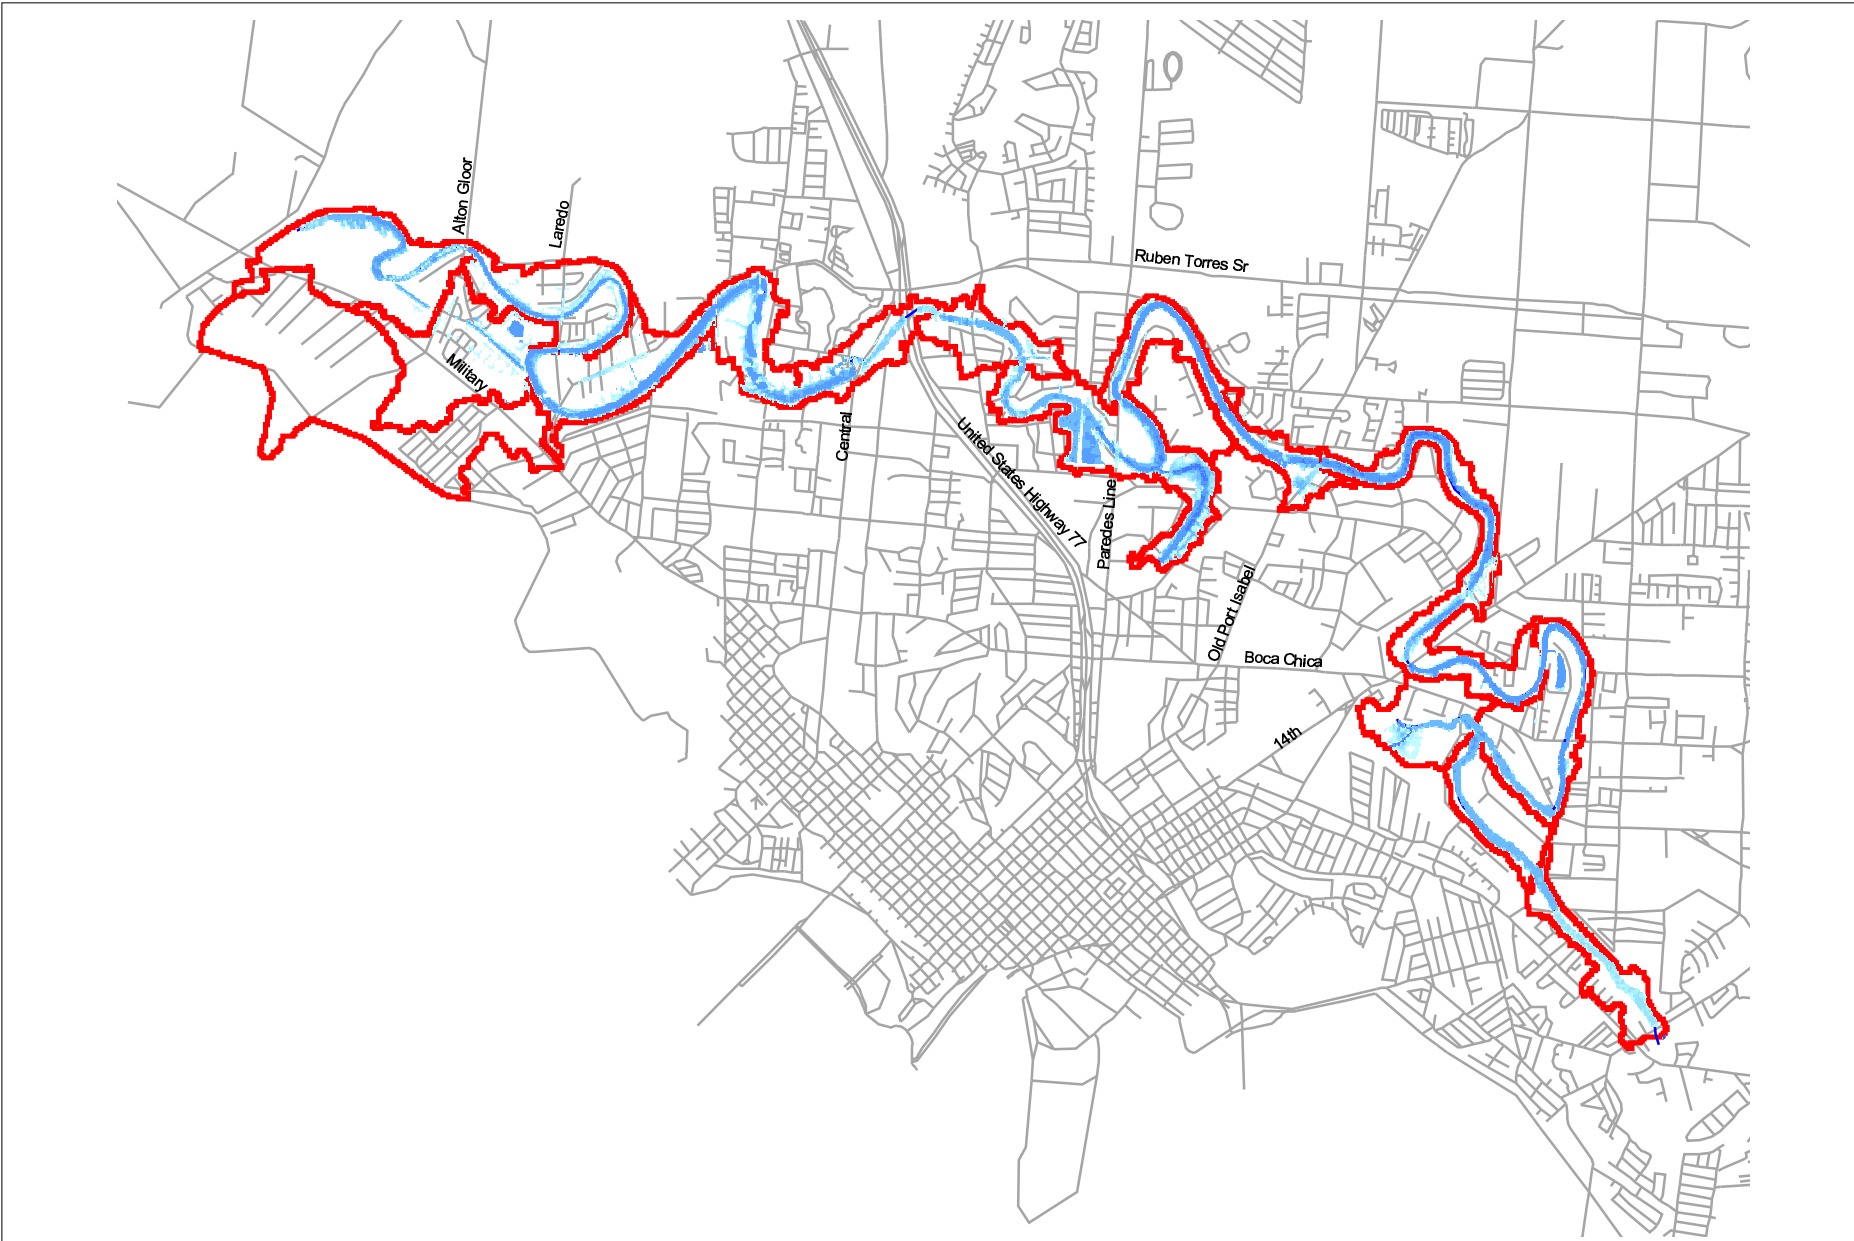 Alton Gloor
Laredo
Ruben Torres Sr
Military
Central
United States Highway 77
Paredes Line
Old Port Isabel
Boca Chica
14th